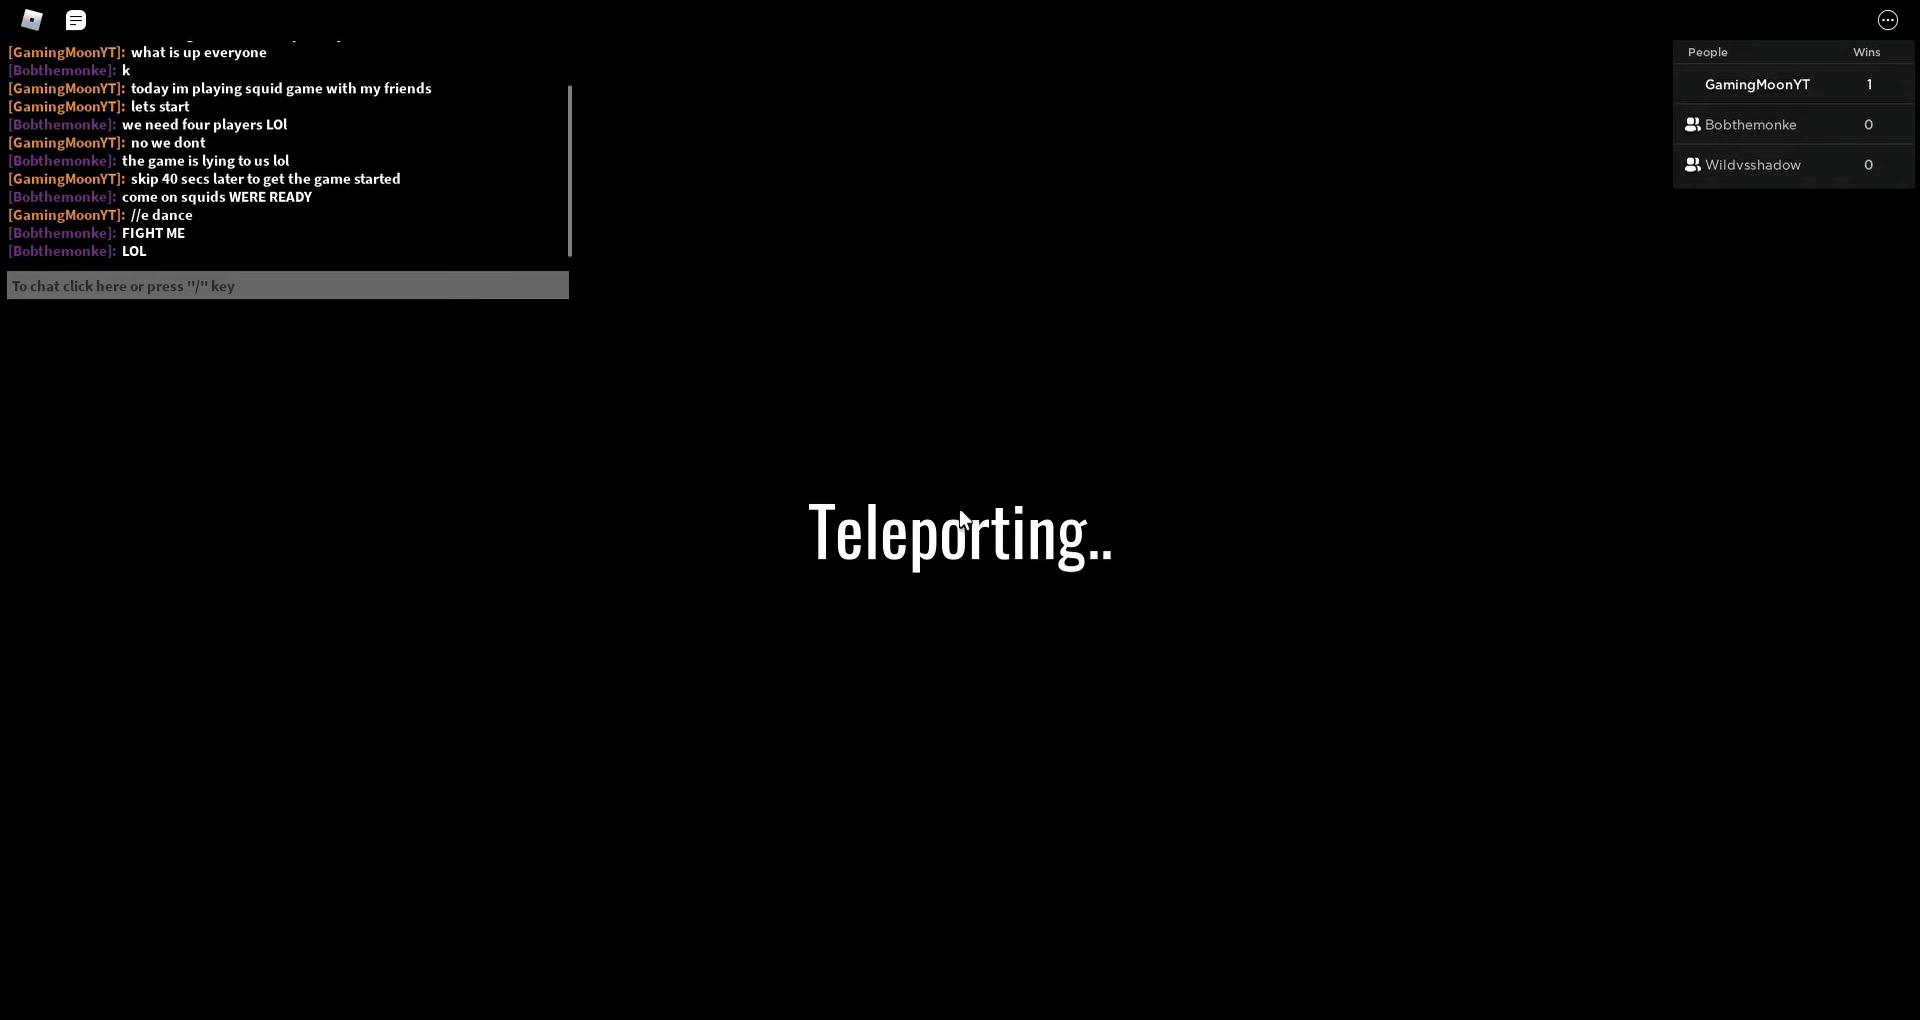 [GamingMoonYT]: what is up everyone
[Bobthemonke]: k
[GamingMoonYT]: today im playing squid game with my friends
[GamingMoonYT]: lets start
[Bobthemonke]: we need four players LOl
[GamingMoonYT]: no we dont
[Bobthemonke]: the game is lying to us lol
[GamingMoonYT]: skip 40 secs later to get the game started
[Bobthemonke]: come on squids WERE READY
[GamingMoonYT]: //e dance
[Bobthemonke]: FIGHT ME
[Bobthemonke]: LOL
To chat click here or press "/" key
People Wins
GamingMoonYT 1
Bobthemonke 0
Wildvsshadow 0
Teleporting..